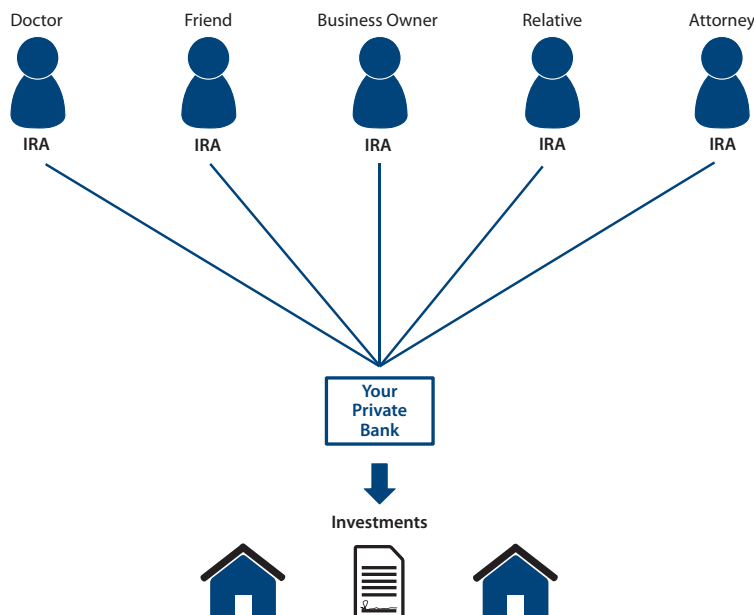 Doctor
Friend
Business Owner
Relative
Attorney
IRA
IRA
IRA
IRA
IRA
Your
Private
Bank
Investments